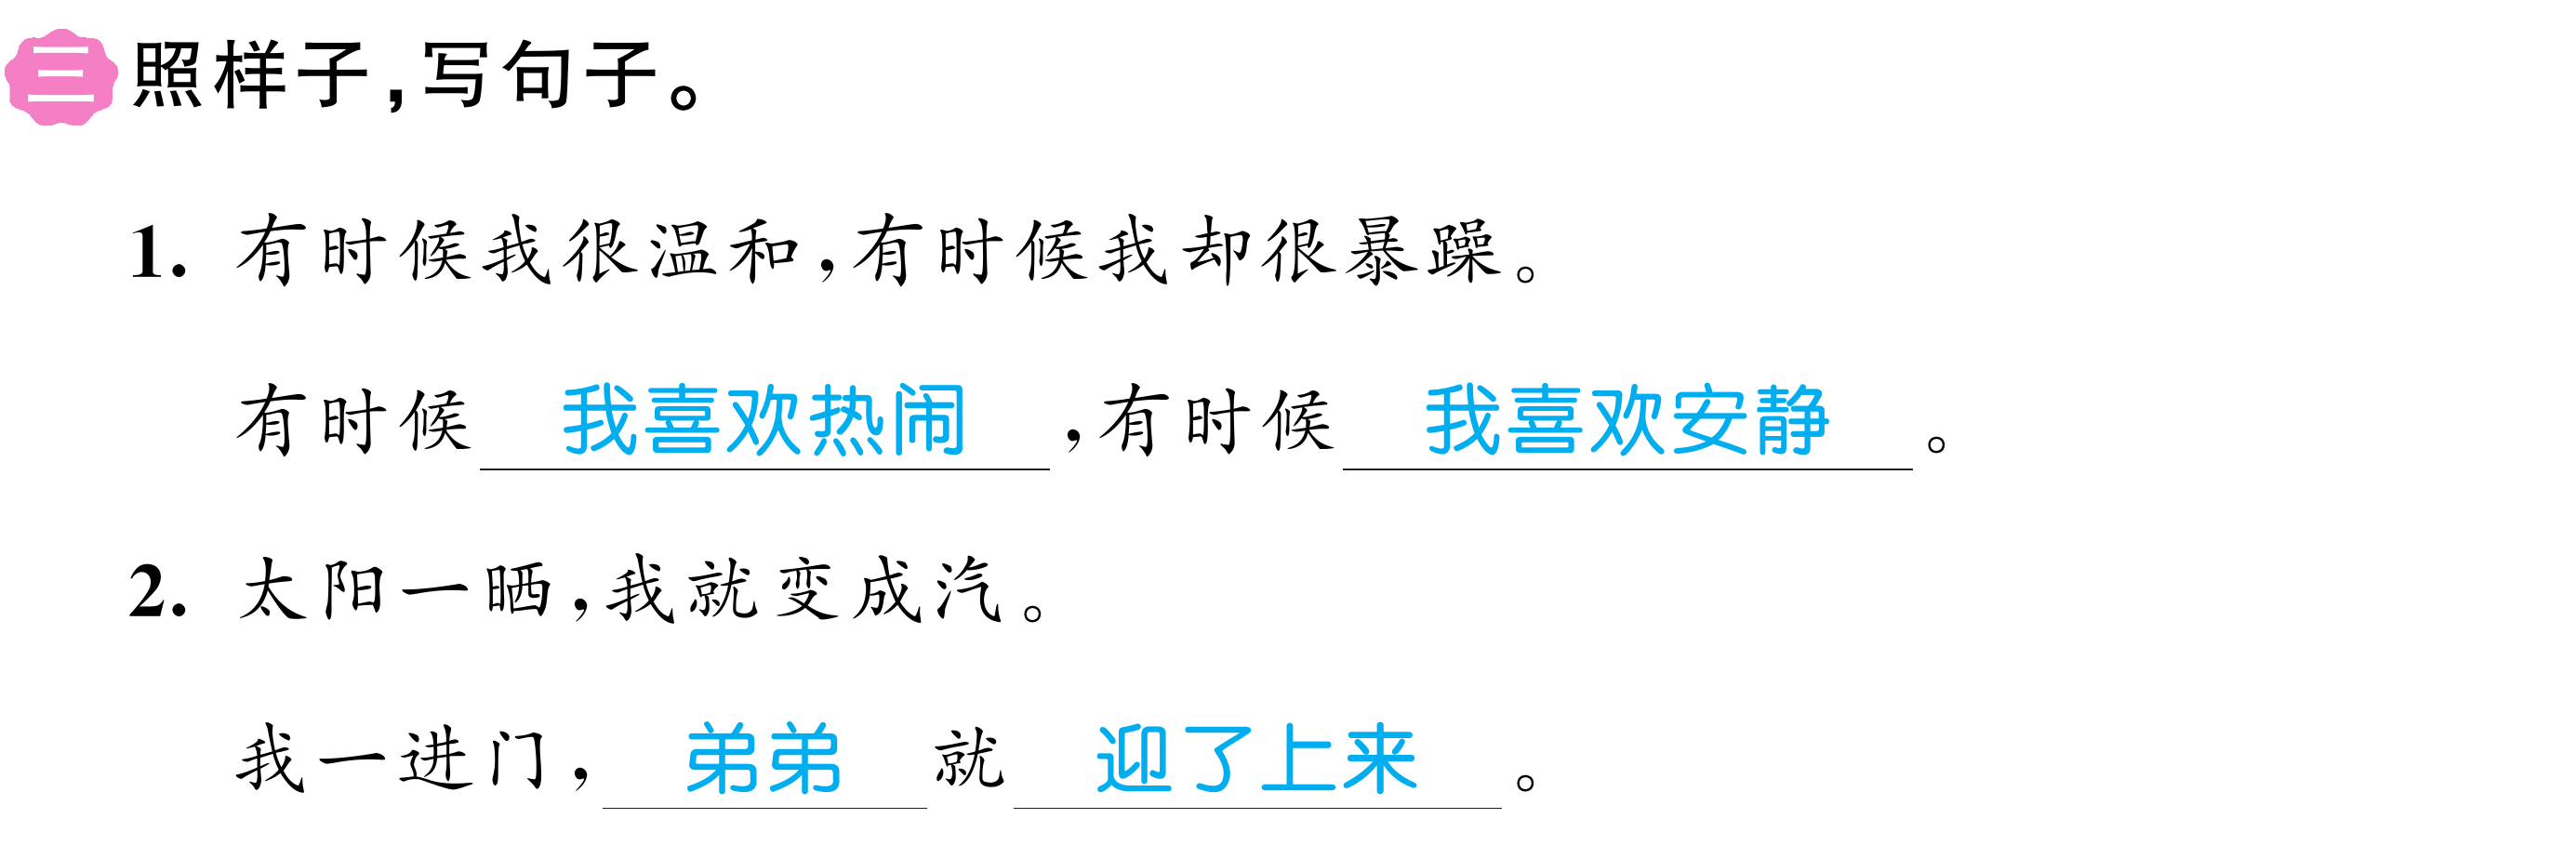 三 照样子,写句子。
1. 有时候我很温和,有时候我却很暴躁。
有时候 我喜欢热闹 ,有时候 我喜欢安静 。
2. 太阳一晒,我就变成汽。
我一进门, 弟弟 就 迎了上来 。